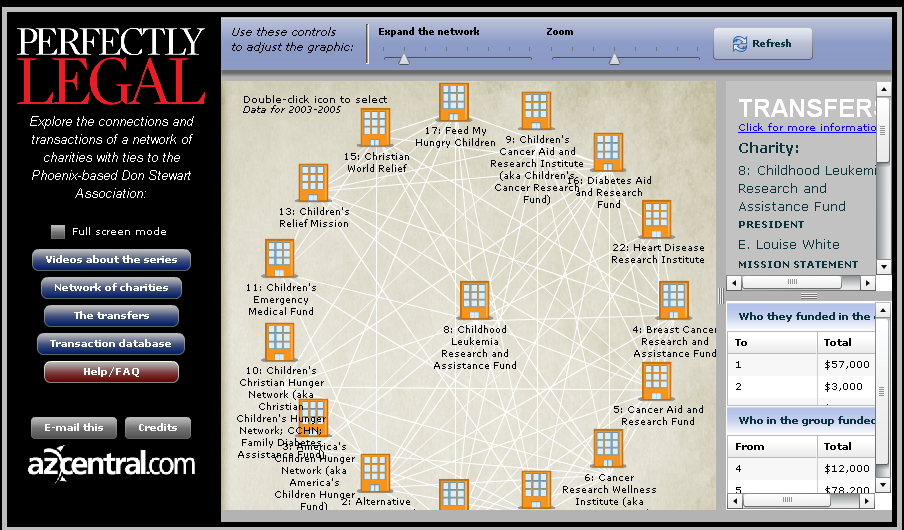 PERFECTLY
LEGAL
Explore the connections and
transactions of a network of
charities with ties to the
Phoenix-based Don Stewart
Association:
Full screen mode
Videos about the series
Network of charities
The transfers
Transaction database
Help/FAQ
E-mail this
Credits
azcentral.com
Use these controls
to adjust the graphic:
Expand the network
Zoom
Refresh
Double-click icon to select
Data for 2003-2005
17: Feed My
Hungry Children
9: Children's
Cancer Aid and
Research Institute
(aka Children's
Cancer Research
Fund)
15: Christian
World Relief
16: Diabetes Aid
and Research
Fund
13: Children's
Relief Mission
22: Heart Disease
Research Institute
11: Children's
Emergency
Medical Fund
8: Childhood
Leukemia
Research and
Assistance Fund
4: Breast Cancer
Research and
Assistance Fund
10: Children's
Christian Hunger
Network (aka
Christian
Children's Hunger
Network; CCHN;
Family Diabetes
Assistance Fund)
5: Cancer Aid and
Research Fund
3: America's
Children Hunger
Network (aka
America's
Children Hunger
Fund)
6: Cancer
Research Wellness
Institute (aka
2: Alternative
TRANSFERS
Click for more informatio
Charity:
8: Childhood Leukemi
Research and
Assistance Fund
PRESIDENT
E. Louise White
MISSION STATEMENT
Who they funded in the
To Total
1 $57,000
2 $3,000
Who in the group funded
From Total
4 $12,000
5 $78,200